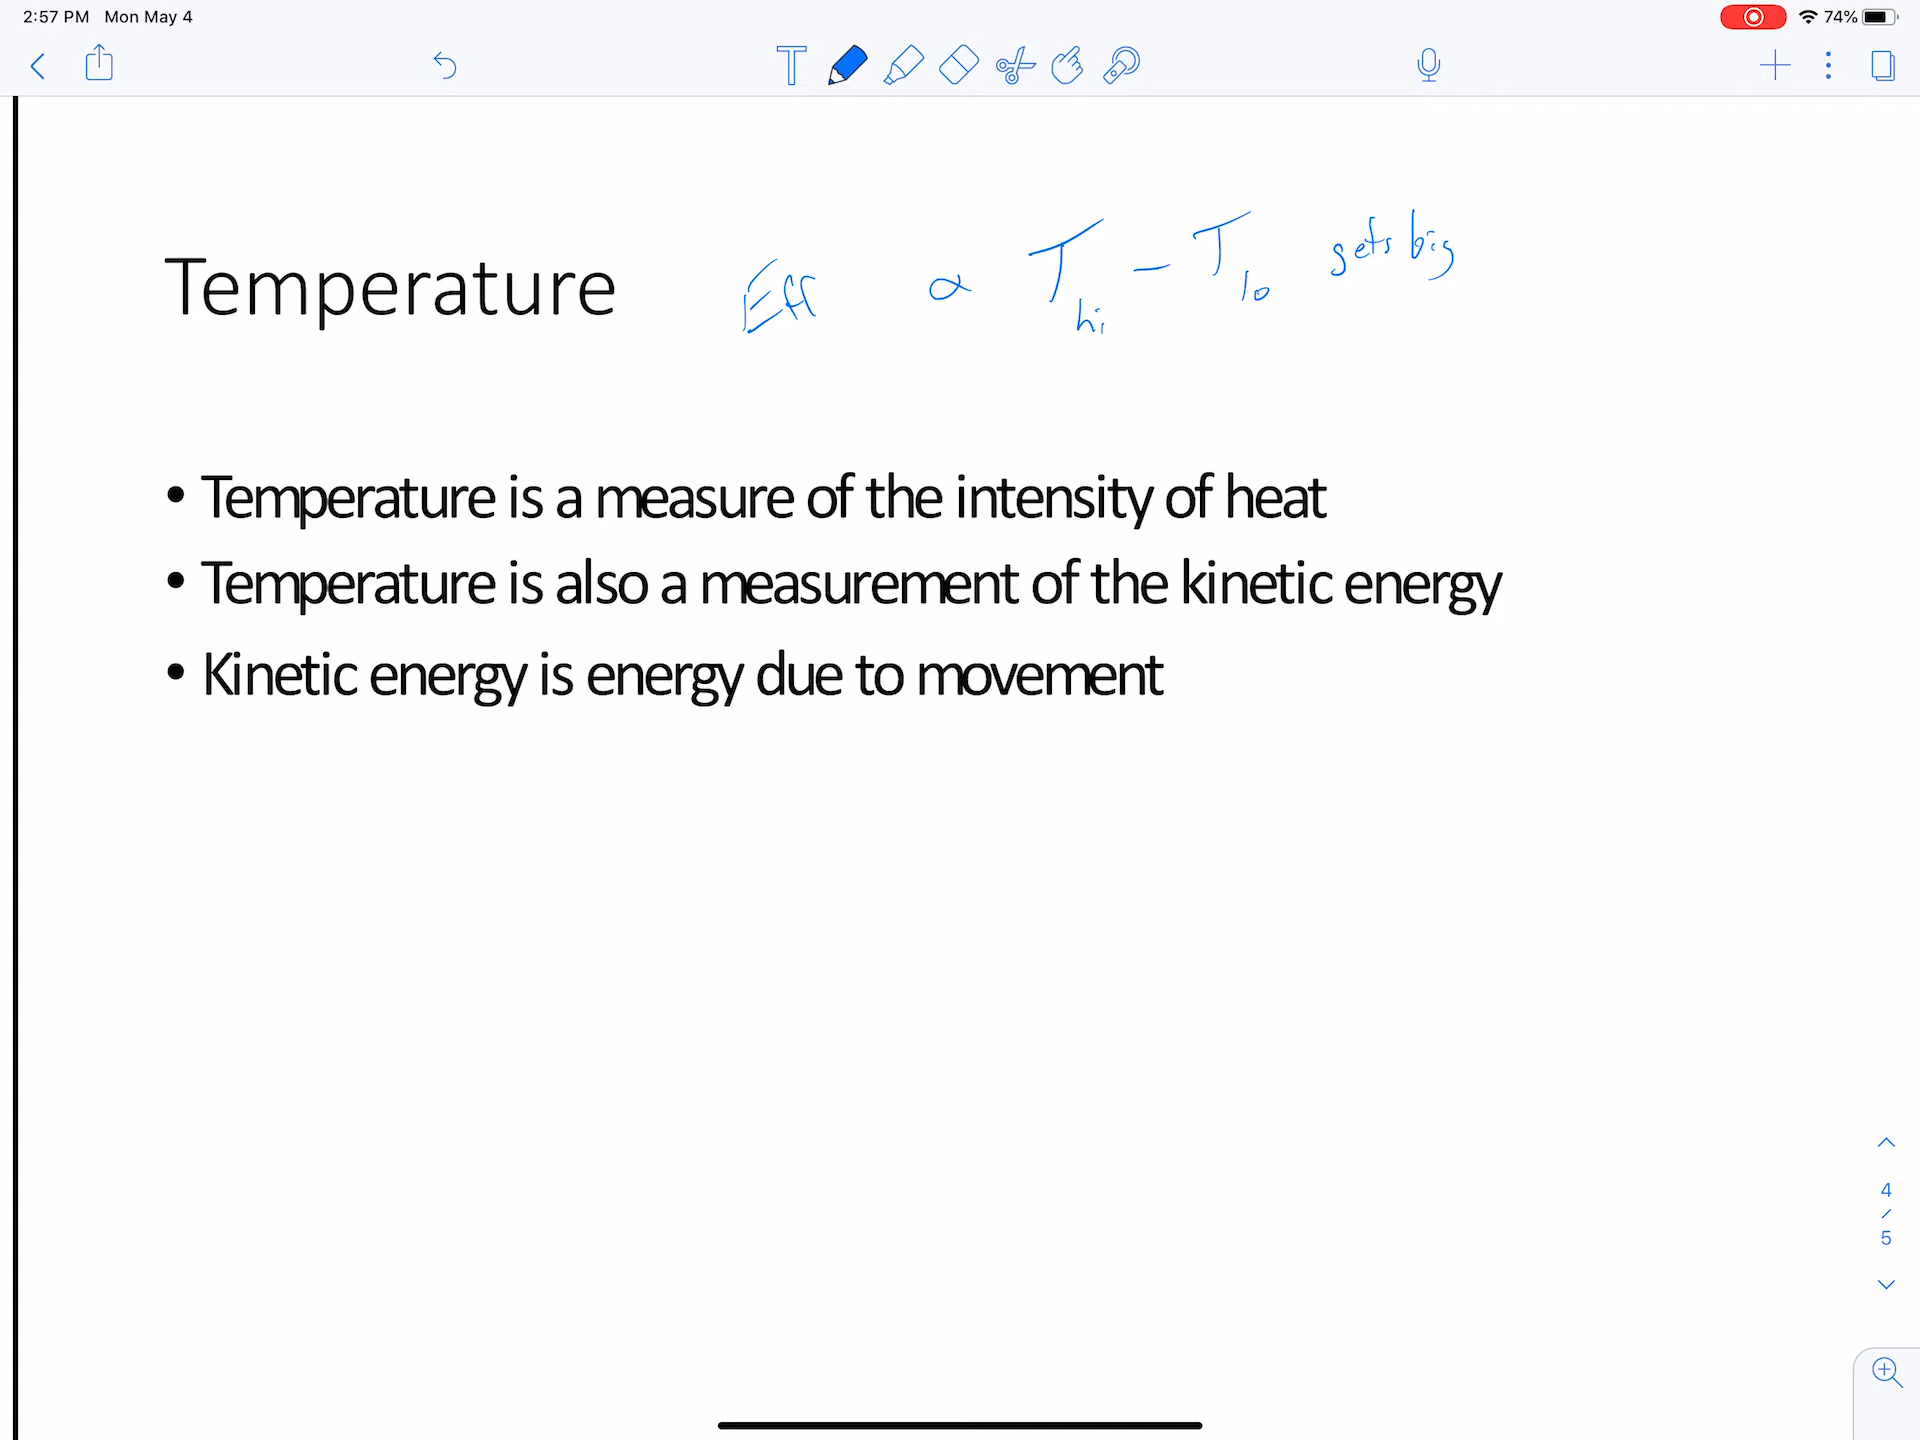 2:57 PM Mon May 4
74%
Temperature Eff ∝ T hi - T lo gets big
• Temperature is a measure of the intensity of heat
• Temperature is also a measurement of the kinetic energy
• Kinetic energy is energy due to movement
4
/
5